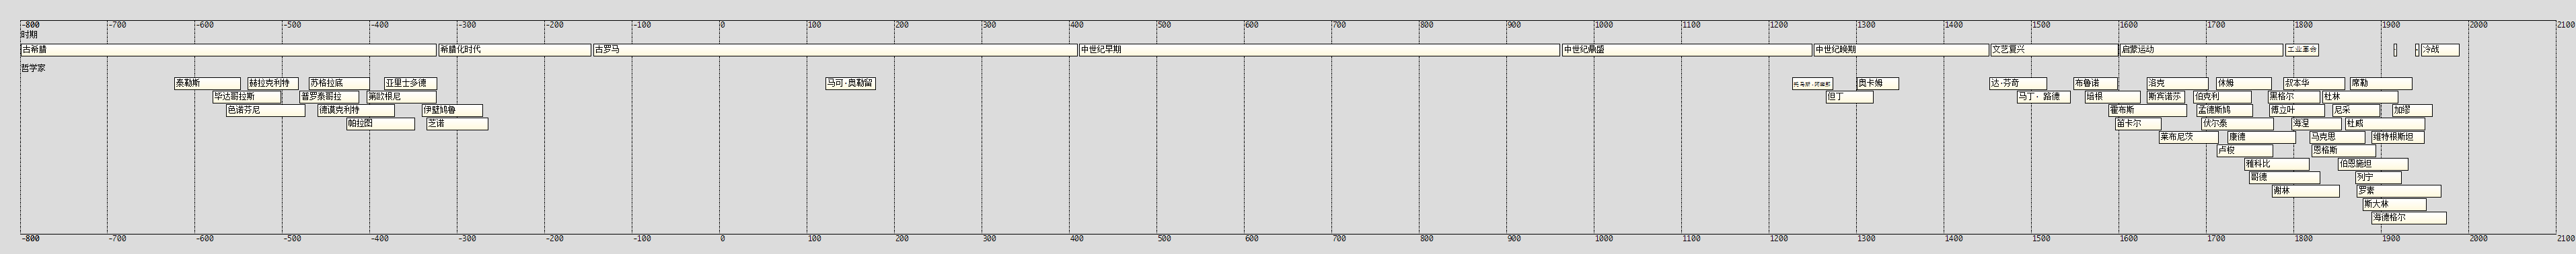 -800 -700 -600 -500 -400 -300 -200 -100 0 100 200 300 400 500 600 700 800 900 1000 1100 1200 1300 1400 1500 1600 1700 1800 1900 2000 2100
时期
古希腊 希腊化时代 古罗马 中世纪早期 中世纪鼎盛 中世纪晚期 文艺复兴 启蒙运动 工业革命 冷战
哲学家
泰勒斯 赫拉克利特 苏格拉底 亚里士多德 马可·奥勒留 托马斯·阿奎那 奥卡姆 达·芬奇 布鲁诺 洛克 休姆 叔本华 席勒
毕达哥拉斯 普罗泰哥拉 第欧根尼 但丁 马丁·路德 培根 斯宾诺莎 伯克利 黑格尔 杜林
色诺芬尼 德谟克利特 伊壁鸠鲁 霍布斯 孟德斯鸠 傅立叶 尼采 加缪
帕拉图 芝诺 笛卡尔 伏尔泰 海涅 杜威
莱布尼茨 康德 马克思 维特根斯坦
卢梭 恩格斯
雅科比 伯恩施坦
哥德 列宁
谢林 罗素
斯大林
海德格尔
-800 -700 -600 -500 -400 -300 -200 -100 0 100 200 300 400 500 600 700 800 900 1000 1100 1200 1300 1400 1500 1600 1700 1800 1900 2000 2100